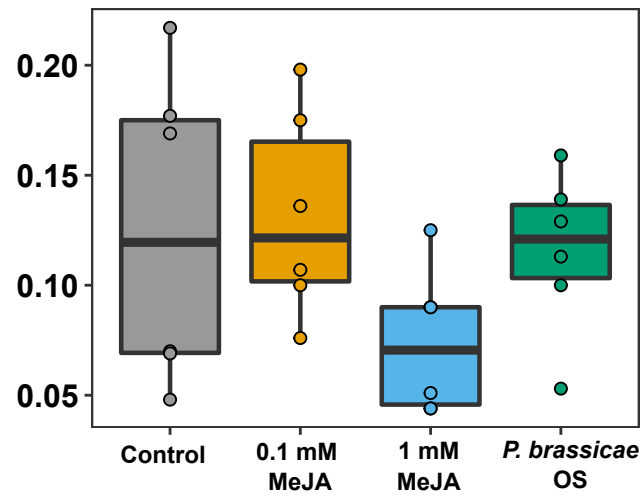 0.20
0.15
0.10
0.05
Control
0.1 mM
MeJA
1 mM
MeJA
P. brassicae
OS